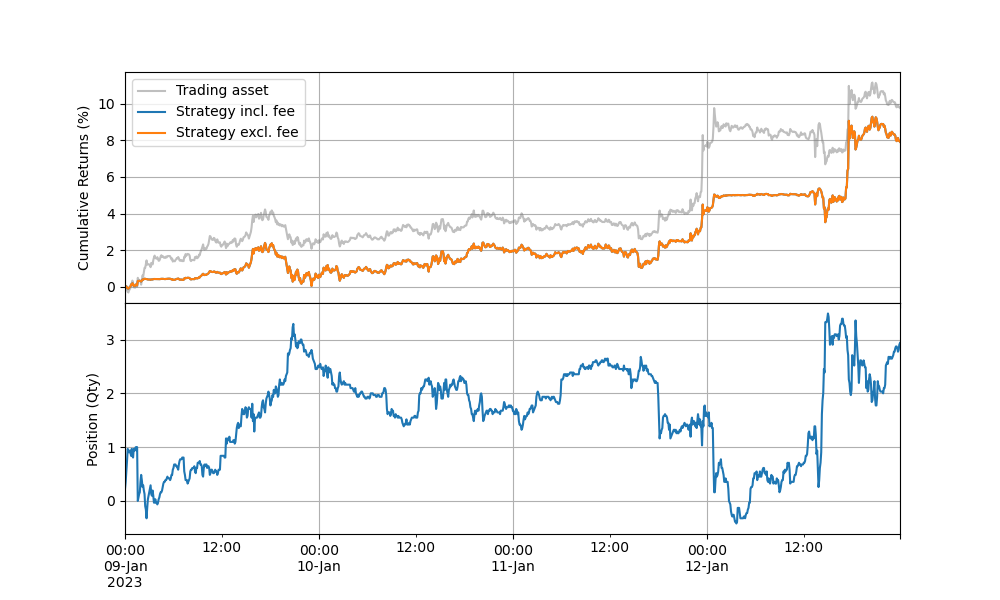 Cumulative Returns (%)
10
8
6
4
2
0
Trading asset
Strategy incl. fee
Strategy excl. fee
Position (Qty)
3
2
1
0
00:00 12:00 00:00 12:00 00:00 12:00 00:00 12:00
09-Jan 10-Jan 11-Jan 12-Jan
2023